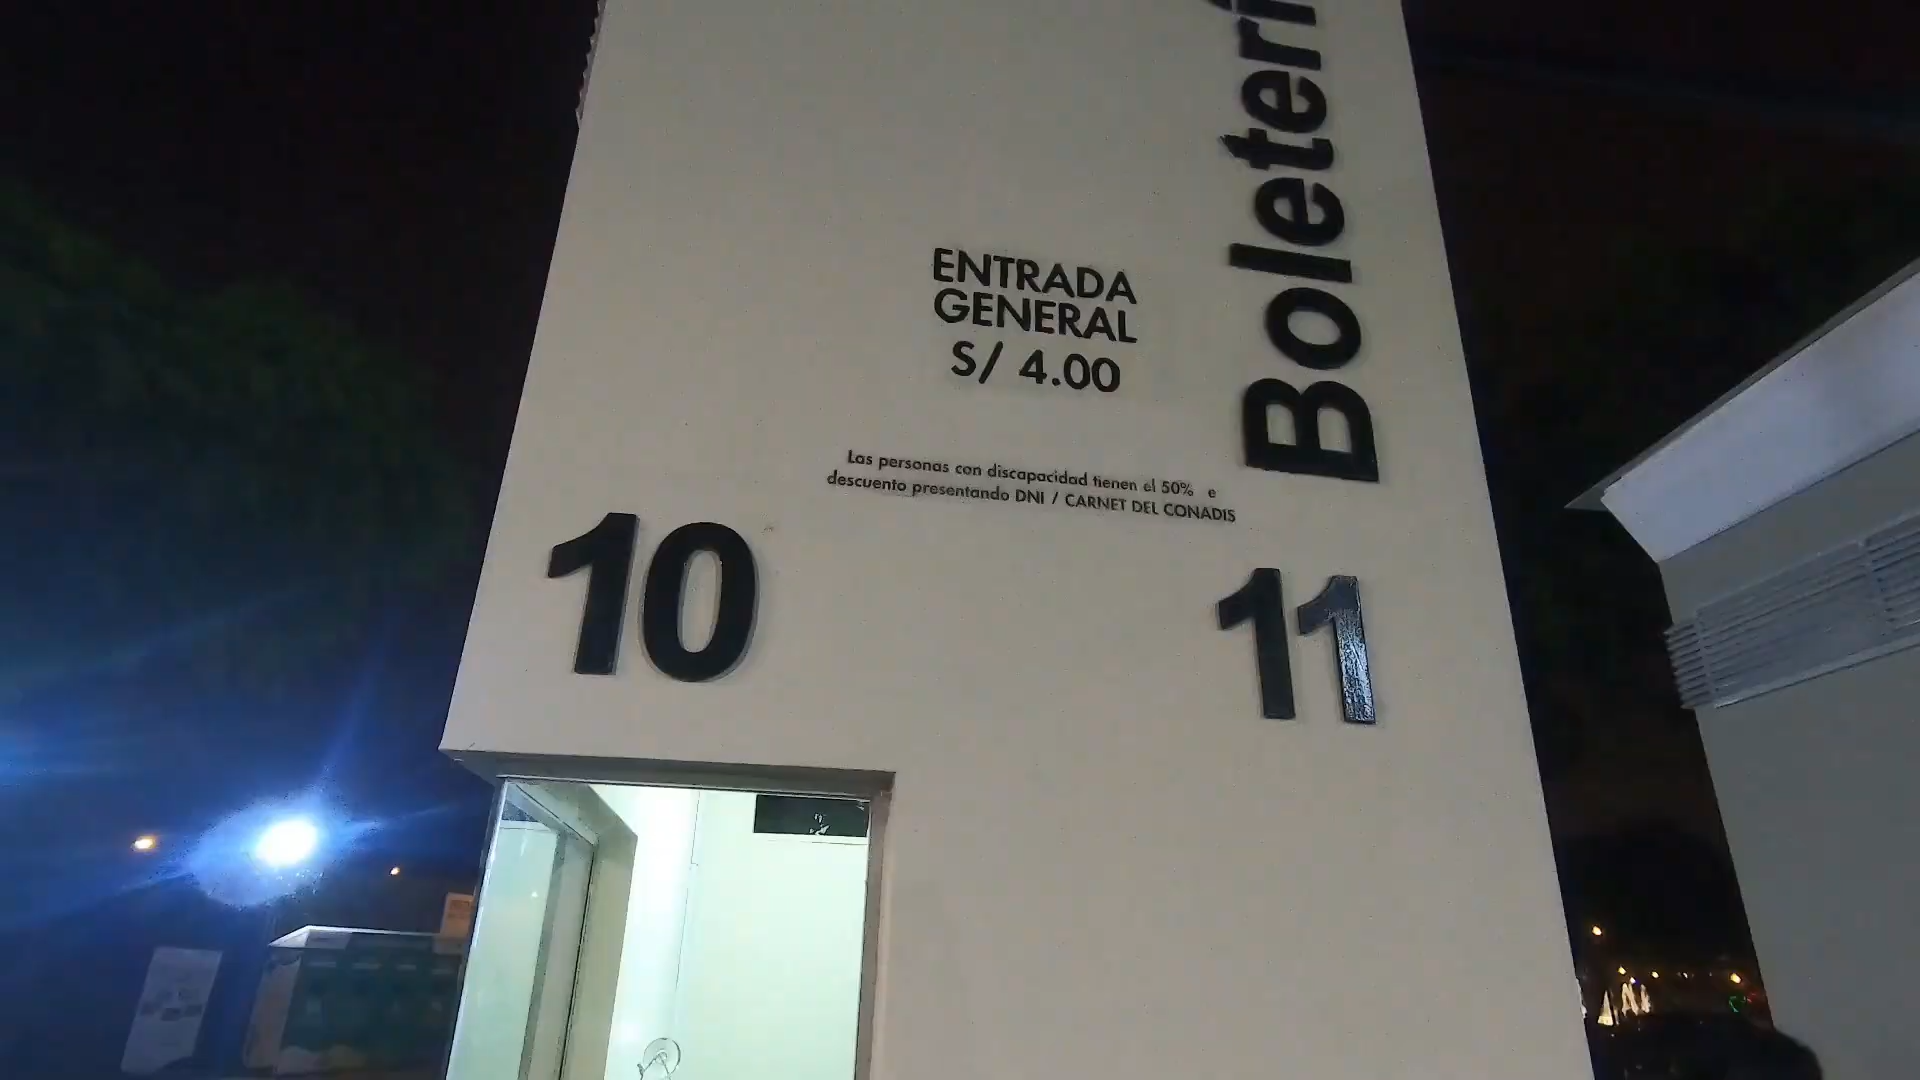 Boleterí
ENTRADA
GENERAL
S/ 4.00
Las personas con discapacidad tienen el 50% e
descuento presentando DNI / CARNET DEL CONADIS
10
11